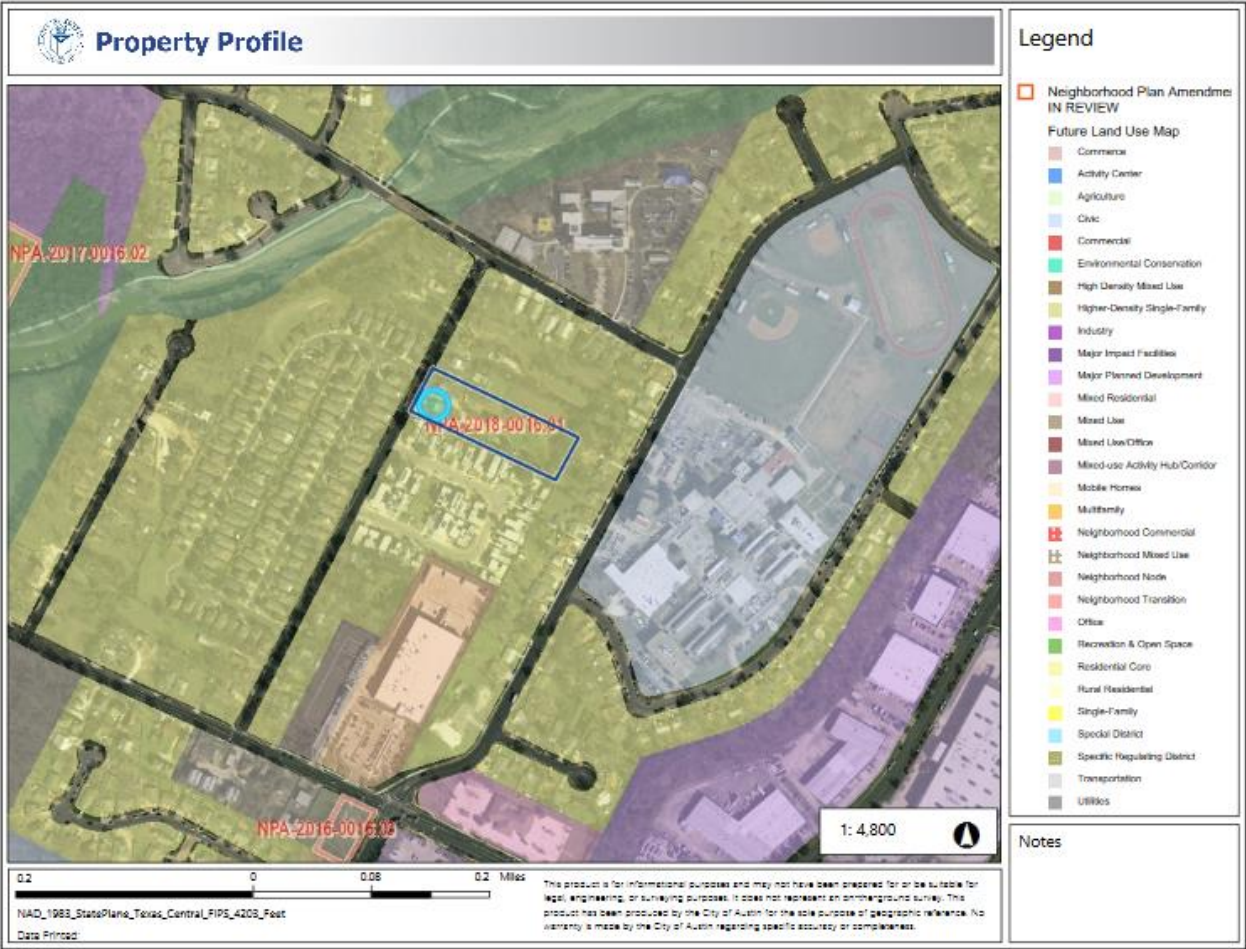 Property Profile
Legend
Neighborhood Plan Amendmen
IN REVIEW
Future Land Use Map
Commerce
Activity Center
Agriculture
Civic
Commercial
Environmental Conservation
High Density Mixed Use
Higher-Density Single-Family
Industry
Major Impact Facilities
Major Planned Development
Mixed Residential
Mixed Use
Mixed Use/Office
Mixed-use Activity Hub/Corridor
Mobile Homes
Multifamily
Neighborhood Commercial
Neighborhood Mixed Use
Neighborhood Node
Neighborhood Transition
Office
Recreation & Open Space
Residential Core
Rural Residential
Single-Family
Special District
Specific Regulating District
Transportation
Utilities
NPA-2017-0016.02
NPA-2018-0016.01
NPA-2016-0016.03
1: 4,800
Notes
0.2 0 0.08 0.2 Miles
NAD_1983_StatePlane_Texas_Central_FIPS_4203_Feet
Date Printed:
This product is for informational purposes and may not have been prepared for or be suitable for
legal, engineering, or surveying purposes. It does not represent an on-the-ground survey. This
product has been produced by the City of Austin for the sole purpose of geographic reference. No
warranty is made by the City of Austin regarding specific accuracy or completeness.